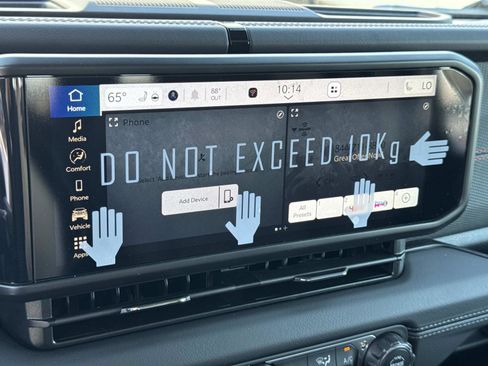 Home
65°
88°
OUT
10:14
LO
Media
Phone
DO NOT EXCEED 10Kg
Comfort
Add Device
Phone
All
Presets
Vehicle
Apps
A/C